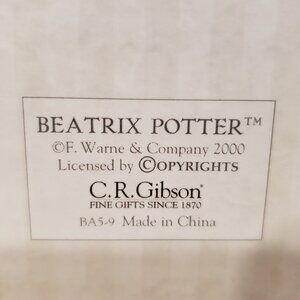 BEATRIX POTTER™
©F. Warne & Company 2000
Licensed by ©OPYRIGHTS
C.R.Gibson®
FINE GIFTS SINCE 1870
BA5-9 Made in China